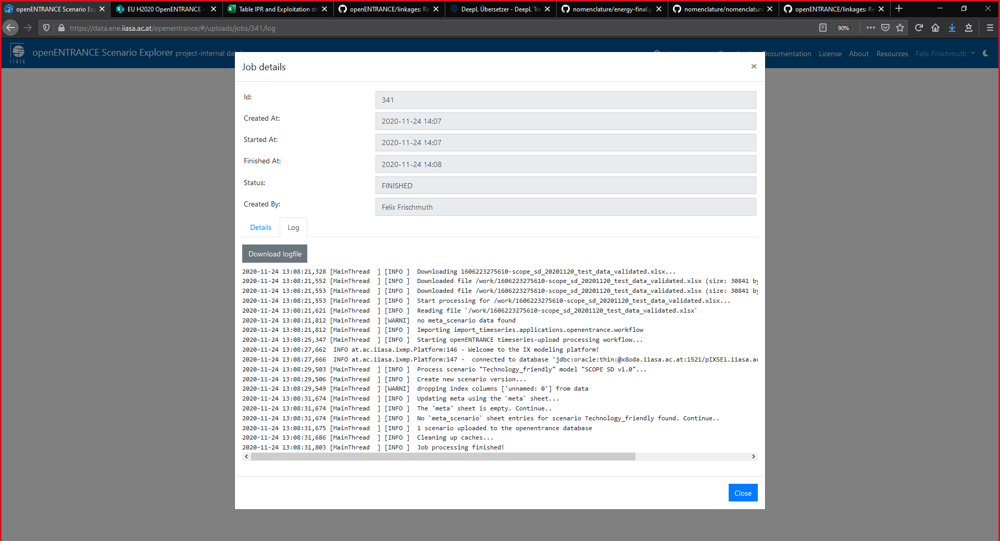 openENTRANCE Scenario Exp
EU H2020 OpenENTRANCE -
Table IPR and Exploitation str
openENTRANCE/linkages: Re
DeepL Übersetzer - DeepL Tra
nomenclature/energy-final.y
nomenclature/nomenclature
openENTRANCE/linkages: Re
https://data.ene.iiasa.ac.at/openentrance/#/uploads/jobs/341/log
90%
IIASA
openENTRANCE Scenario Explorer project-internal
Documentation
License
About
Resources
Felix Frischmuth
Job details
×
Id:
341
Created At:
2020-11-24 14:07
Started At:
2020-11-24 14:07
Finished At:
2020-11-24 14:08
Status:
FINISHED
Created By:
Felix Frischmuth
Details
Log
Download logfile
2020-11-24 13:08:21,328 [MainThread  ] [INFO ]  Downloading 1606223275610-scope_sd_20201120_test_data_validated.xlsx...
2020-11-24 13:08:21,552 [MainThread  ] [INFO ]  Downloaded file /work/1606223275610-scope_sd_20201120_test_data_validated.xlsx (size: 30841 by
2020-11-24 13:08:21,553 [MainThread  ] [INFO ]  Downloaded file /work/1606223275610-scope_sd_20201120_test_data_validated.xlsx (size: 30841 by
2020-11-24 13:08:21,553 [MainThread  ] [INFO ]  Start processing for /work/1606223275610-scope_sd_20201120_test_data_validated.xlsx...
2020-11-24 13:08:21,621 [MainThread  ] [INFO ]  Reading file `/work/1606223275610-scope_sd_20201120_test_data_validated.xlsx`
2020-11-24 13:08:21,812 [MainThread  ] [WARNI]  no meta_scenario data found
2020-11-24 13:08:21,812 [MainThread  ] [INFO ]  Importing import_timeseries.applications.openentrance.workflow
2020-11-24 13:08:25,347 [MainThread  ] [INFO ]  Starting openENTRANCE timeseries-upload processing workflow...
2020-11-24 13:08:27,662  INFO at.ac.iiasa.ixmp.Platform:146 - Welcome to the IX modeling platform!
2020-11-24 13:08:27,666  INFO at.ac.iiasa.ixmp.Platform:147 -  connected to database 'jdbc:oracle:thin:@x8oda.iiasa.ac.at:1521/pIXSE1.iiasa.ac
2020-11-24 13:08:29,503 [MainThread  ] [INFO ]  Process scenario "Technology_friendly" model "SCOPE SD v1.0"...
2020-11-24 13:08:29,506 [MainThread  ] [INFO ]  Create new scenario version...
2020-11-24 13:08:29,549 [MainThread  ] [WARNI]  dropping index columns ['unnamed: 0'] from data
2020-11-24 13:08:31,674 [MainThread  ] [INFO ]  Updating meta using the `meta` sheet...
2020-11-24 13:08:31,674 [MainThread  ] [INFO ]  The 'meta' sheet is empty. Continue..
2020-11-24 13:08:31,674 [MainThread  ] [INFO ]  No `meta_scenario` sheet entries for scenario Technology_friendly found. Continue..
2020-11-24 13:08:31,675 [MainThread  ] [INFO ]  1 scenario uploaded to the openentrance database
2020-11-24 13:08:31,686 [MainThread  ] [INFO ]  Cleaning up caches...
2020-11-24 13:08:31,803 [MainThread  ] [INFO ]  Job processing finished!
Close